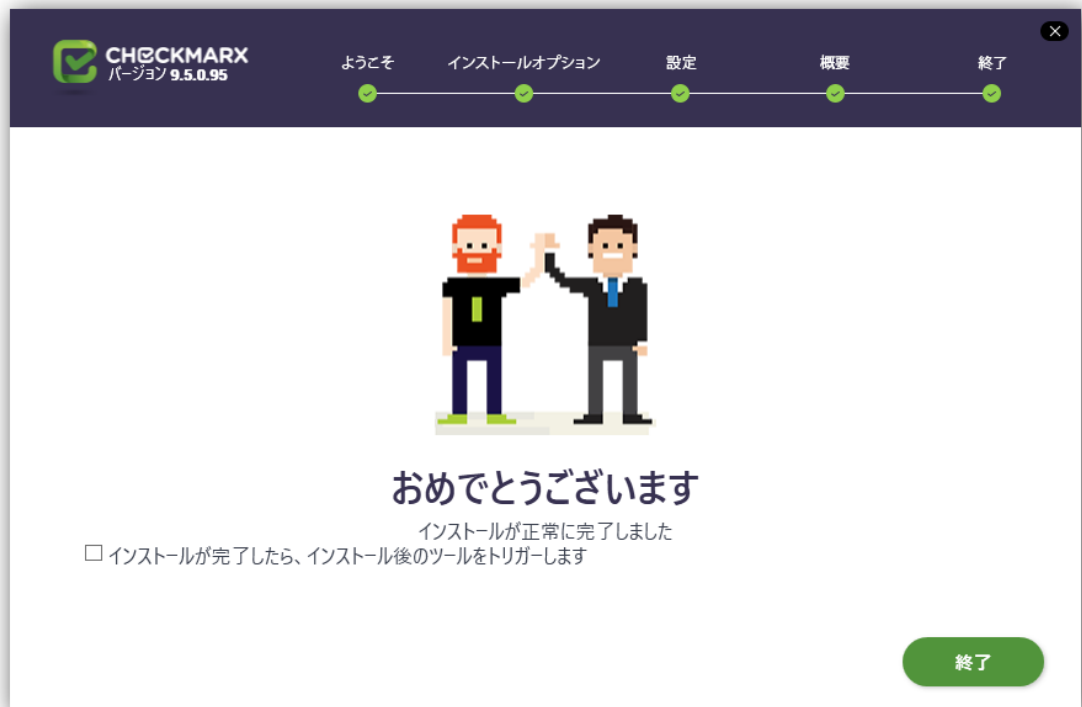 CHECKMARX
バージョン 9.5.0.95
ようこそ
インストールオプション
設定
概要
終了
おめでとうございます
インストールが正常に完了しました
インストールが完了したら、インストール後のツールをトリガーします
終了